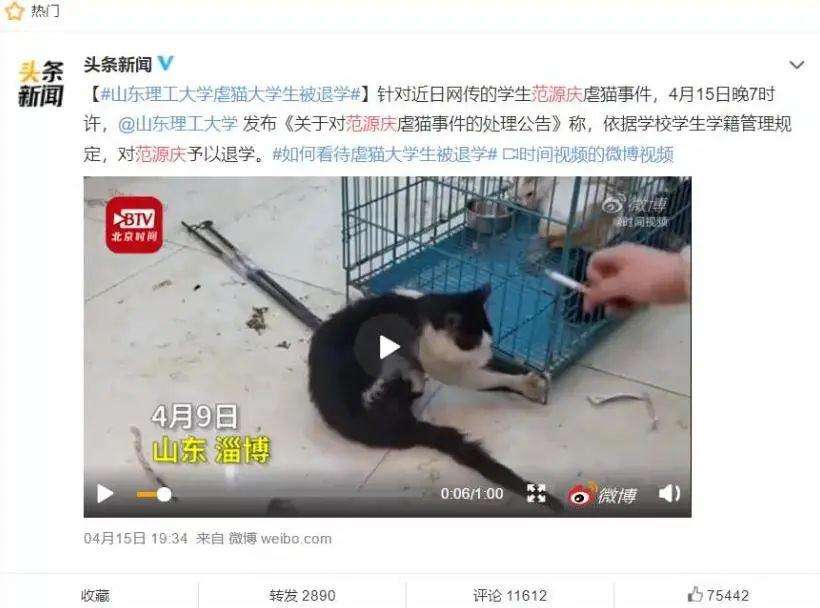 热门
头条
新闻
头条新闻
【#山东理工大学虐猫大学生被退学#】针对近日网传的学生范源庆虐猫事件，4月15日晚7时
许，@山东理工大学 发布《关于对范源庆虐猫事件的处理公告》称，依据学校学生学籍管理规
定，对范源庆予以退学。#如何看待虐猫大学生被退学# 时间视频的微博视频
BTV
北京时间
微博
@时间视频
4月9日
山东 淄博
0:06/1:00
微博
04月15日 19:34 来自 微博 weibo.com
收藏 转发 2890 评论 11612 75442